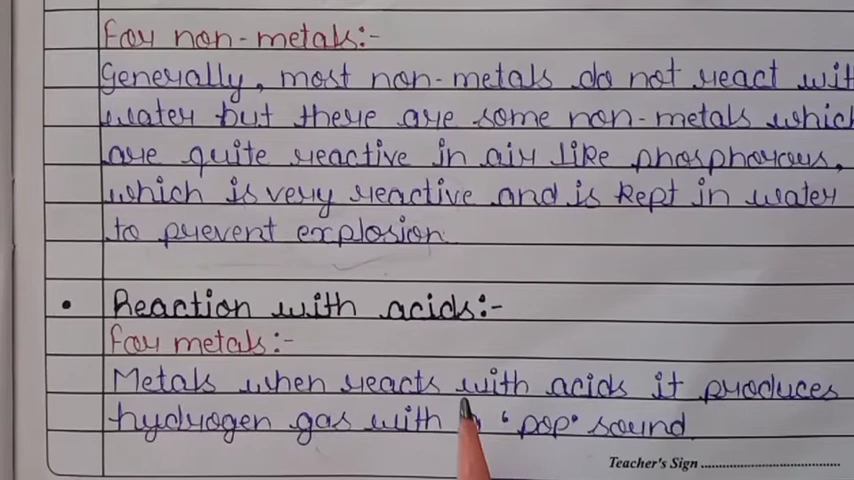 For non-metals:-
Generally, most non-metals do not react with
water but there are some non-metals which
are quite reactive in air like phosphorous,
which is very reactive and is kept in water
to prevent explosion.
• Reaction with acids:-
For metals:-
Metals when reacts with acids it produces
hydrogen gas with a 'pop' sound
Teacher's Sign ........................................